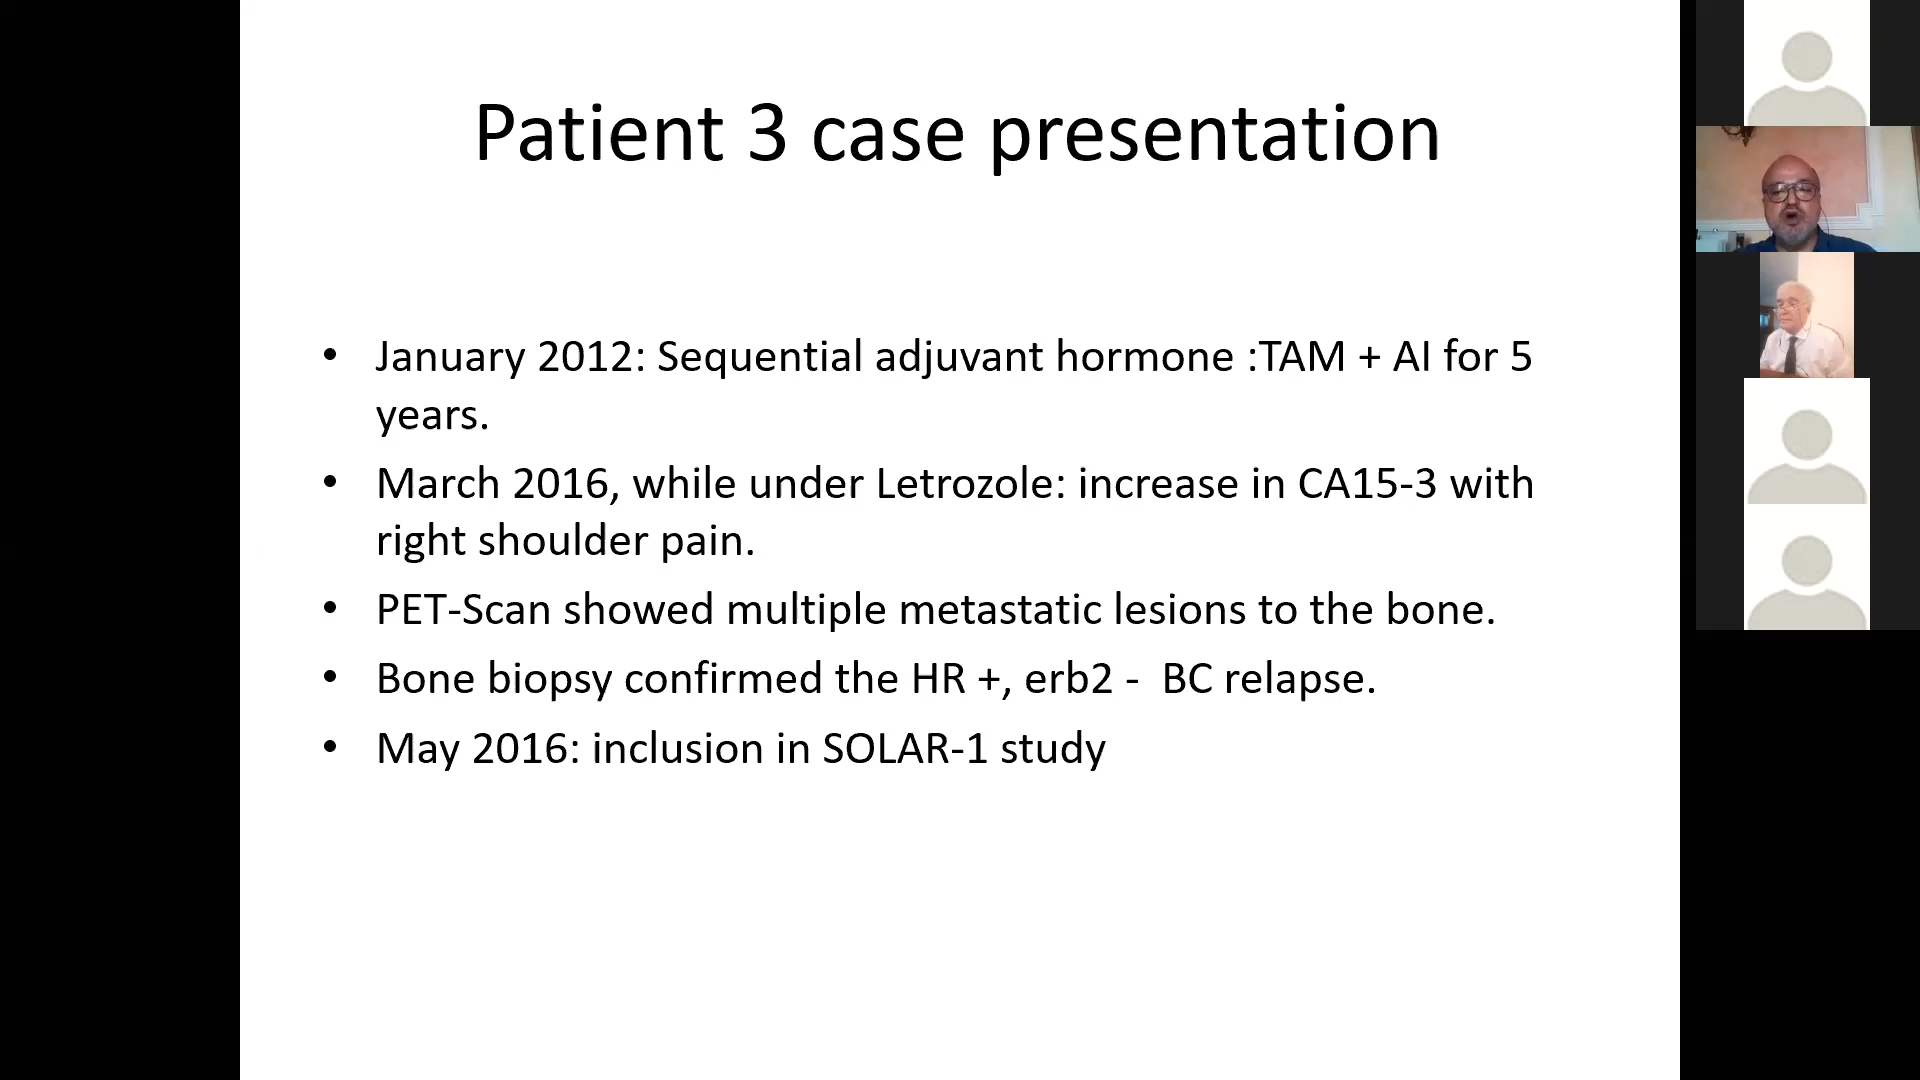 Patient 3 case presentation
• January 2012: Sequential adjuvant hormone :TAM + AI for 5
years.
• March 2016, while under Letrozole: increase in CA15-3 with
right shoulder pain.
• PET-Scan showed multiple metastatic lesions to the bone.
• Bone biopsy confirmed the HR +, erb2 -  BC relapse.
• May 2016: inclusion in SOLAR-1 study